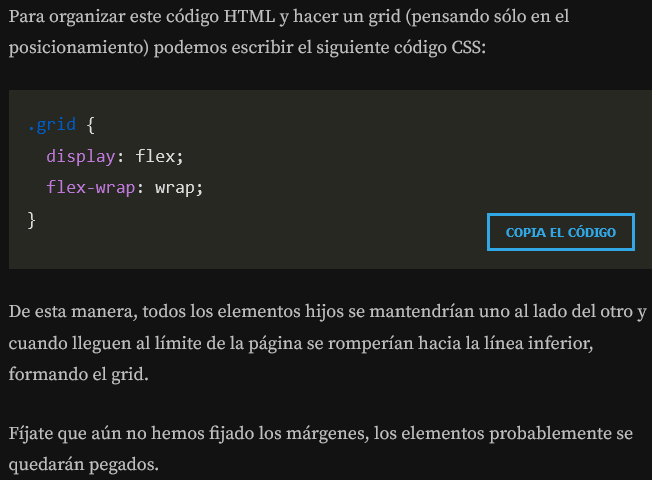 Para organizar este código HTML y hacer un grid (pensando sólo en el
posicionamiento) podemos escribir el siguiente código CSS:
.grid {
  display: flex;
  flex-wrap: wrap;
}
COPIA EL CÓDIGO
De esta manera, todos los elementos hijos se mantendrían uno al lado del otro y
cuando lleguen al límite de la página se romperían hacia la línea inferior,
formando el grid.
Fíjate que aún no hemos fijado los márgenes, los elementos probablemente se
quedarán pegados.